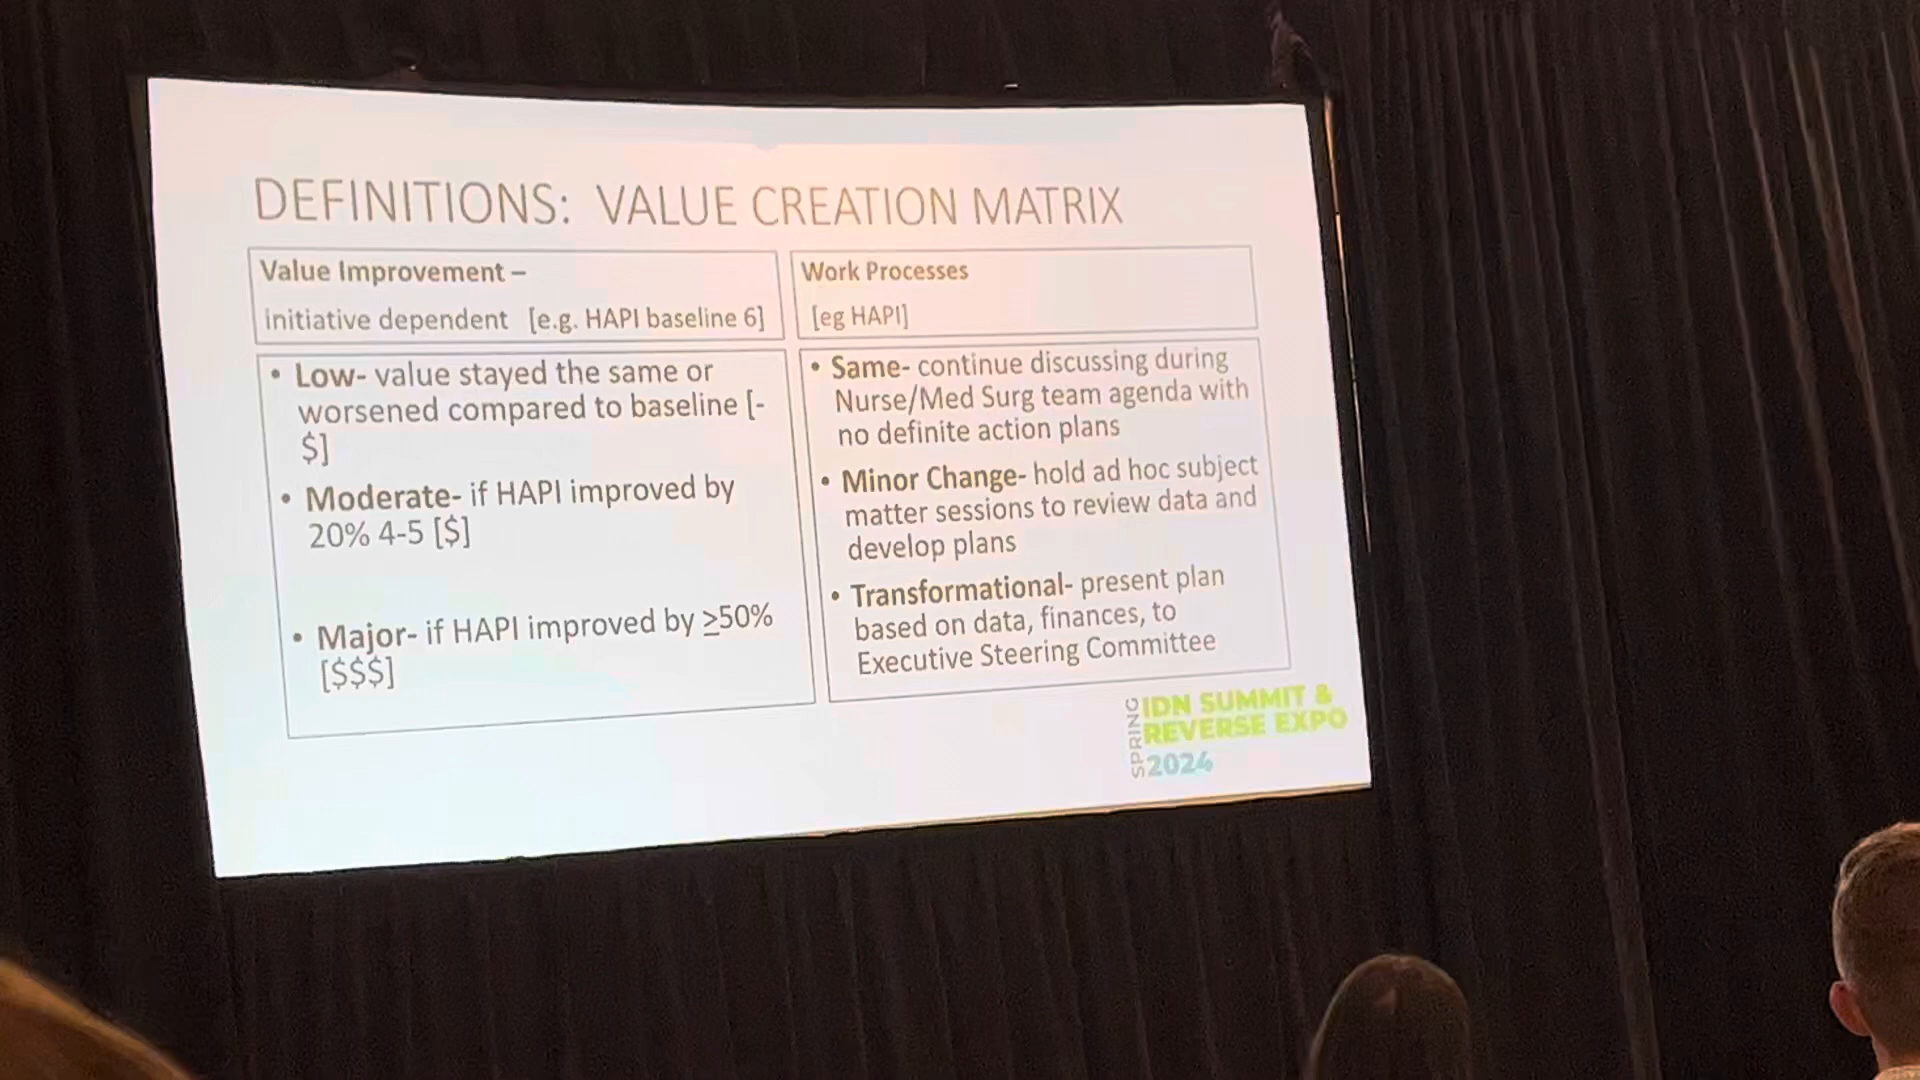 DEFINITIONS: VALUE CREATION MATRIX
Value Improvement –
initiative dependent [e.g. HAPI baseline 6]
• Low- value stayed the same or
worsened compared to baseline [-
$]
• Moderate- if HAPI improved by
20% 4-5 [$]
• Major- if HAPI improved by ≥50%
[$$$]
Work Processes
[eg HAPI]
• Same- continue discussing during
Nurse/Med Surg team agenda with
no definite action plans
• Minor Change- hold ad hoc subject
matter sessions to review data and
develop plans
• Transformational- present plan
based on data, finances, to
Executive Steering Committee
SPRING
IDN SUMMIT &
REVERSE EXPO
2024